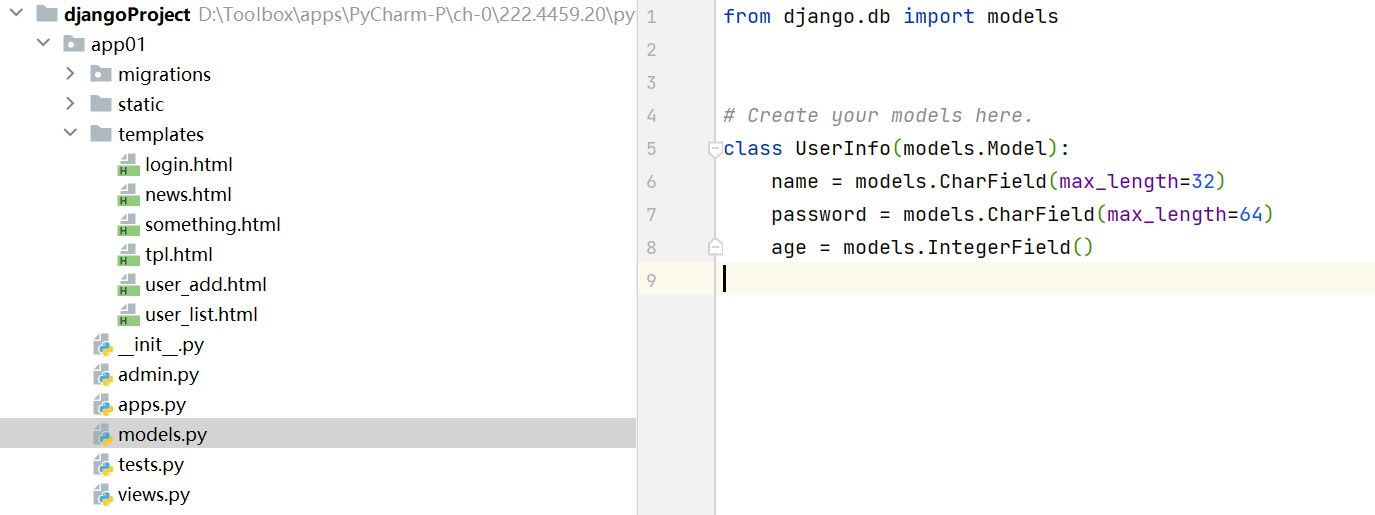 djangoProject D:\Toolbox\apps\PyCharm-P\ch-0\222.4459.20\py
app01
migrations
static
templates
login.html
news.html
something.html
tpl.html
user_add.html
user_list.html
__init__.py
admin.py
apps.py
models.py
tests.py
views.py
1 from django.db import models
2
3
4 # Create your models here.
5 class UserInfo(models.Model):
6     name = models.CharField(max_length=32)
7     password = models.CharField(max_length=64)
8     age = models.IntegerField()
9